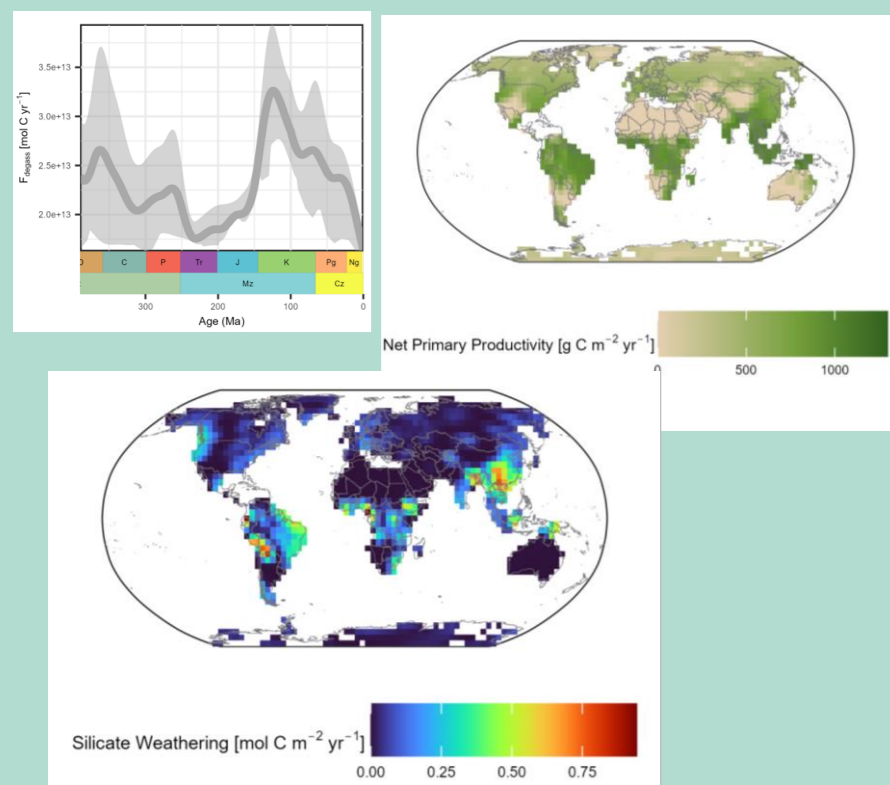 F_degass [mol C yr⁻¹]
3.5e+13
3.0e+13
2.5e+13
2.0e+13
D C P Tr J K Pg Ng
Mz Cz
300 200 100 0
Age (Ma)
Net Primary Productivity [g C m⁻² yr⁻¹]
0 500 1000
Silicate Weathering [mol C m⁻² yr⁻¹]
0.00 0.25 0.50 0.75